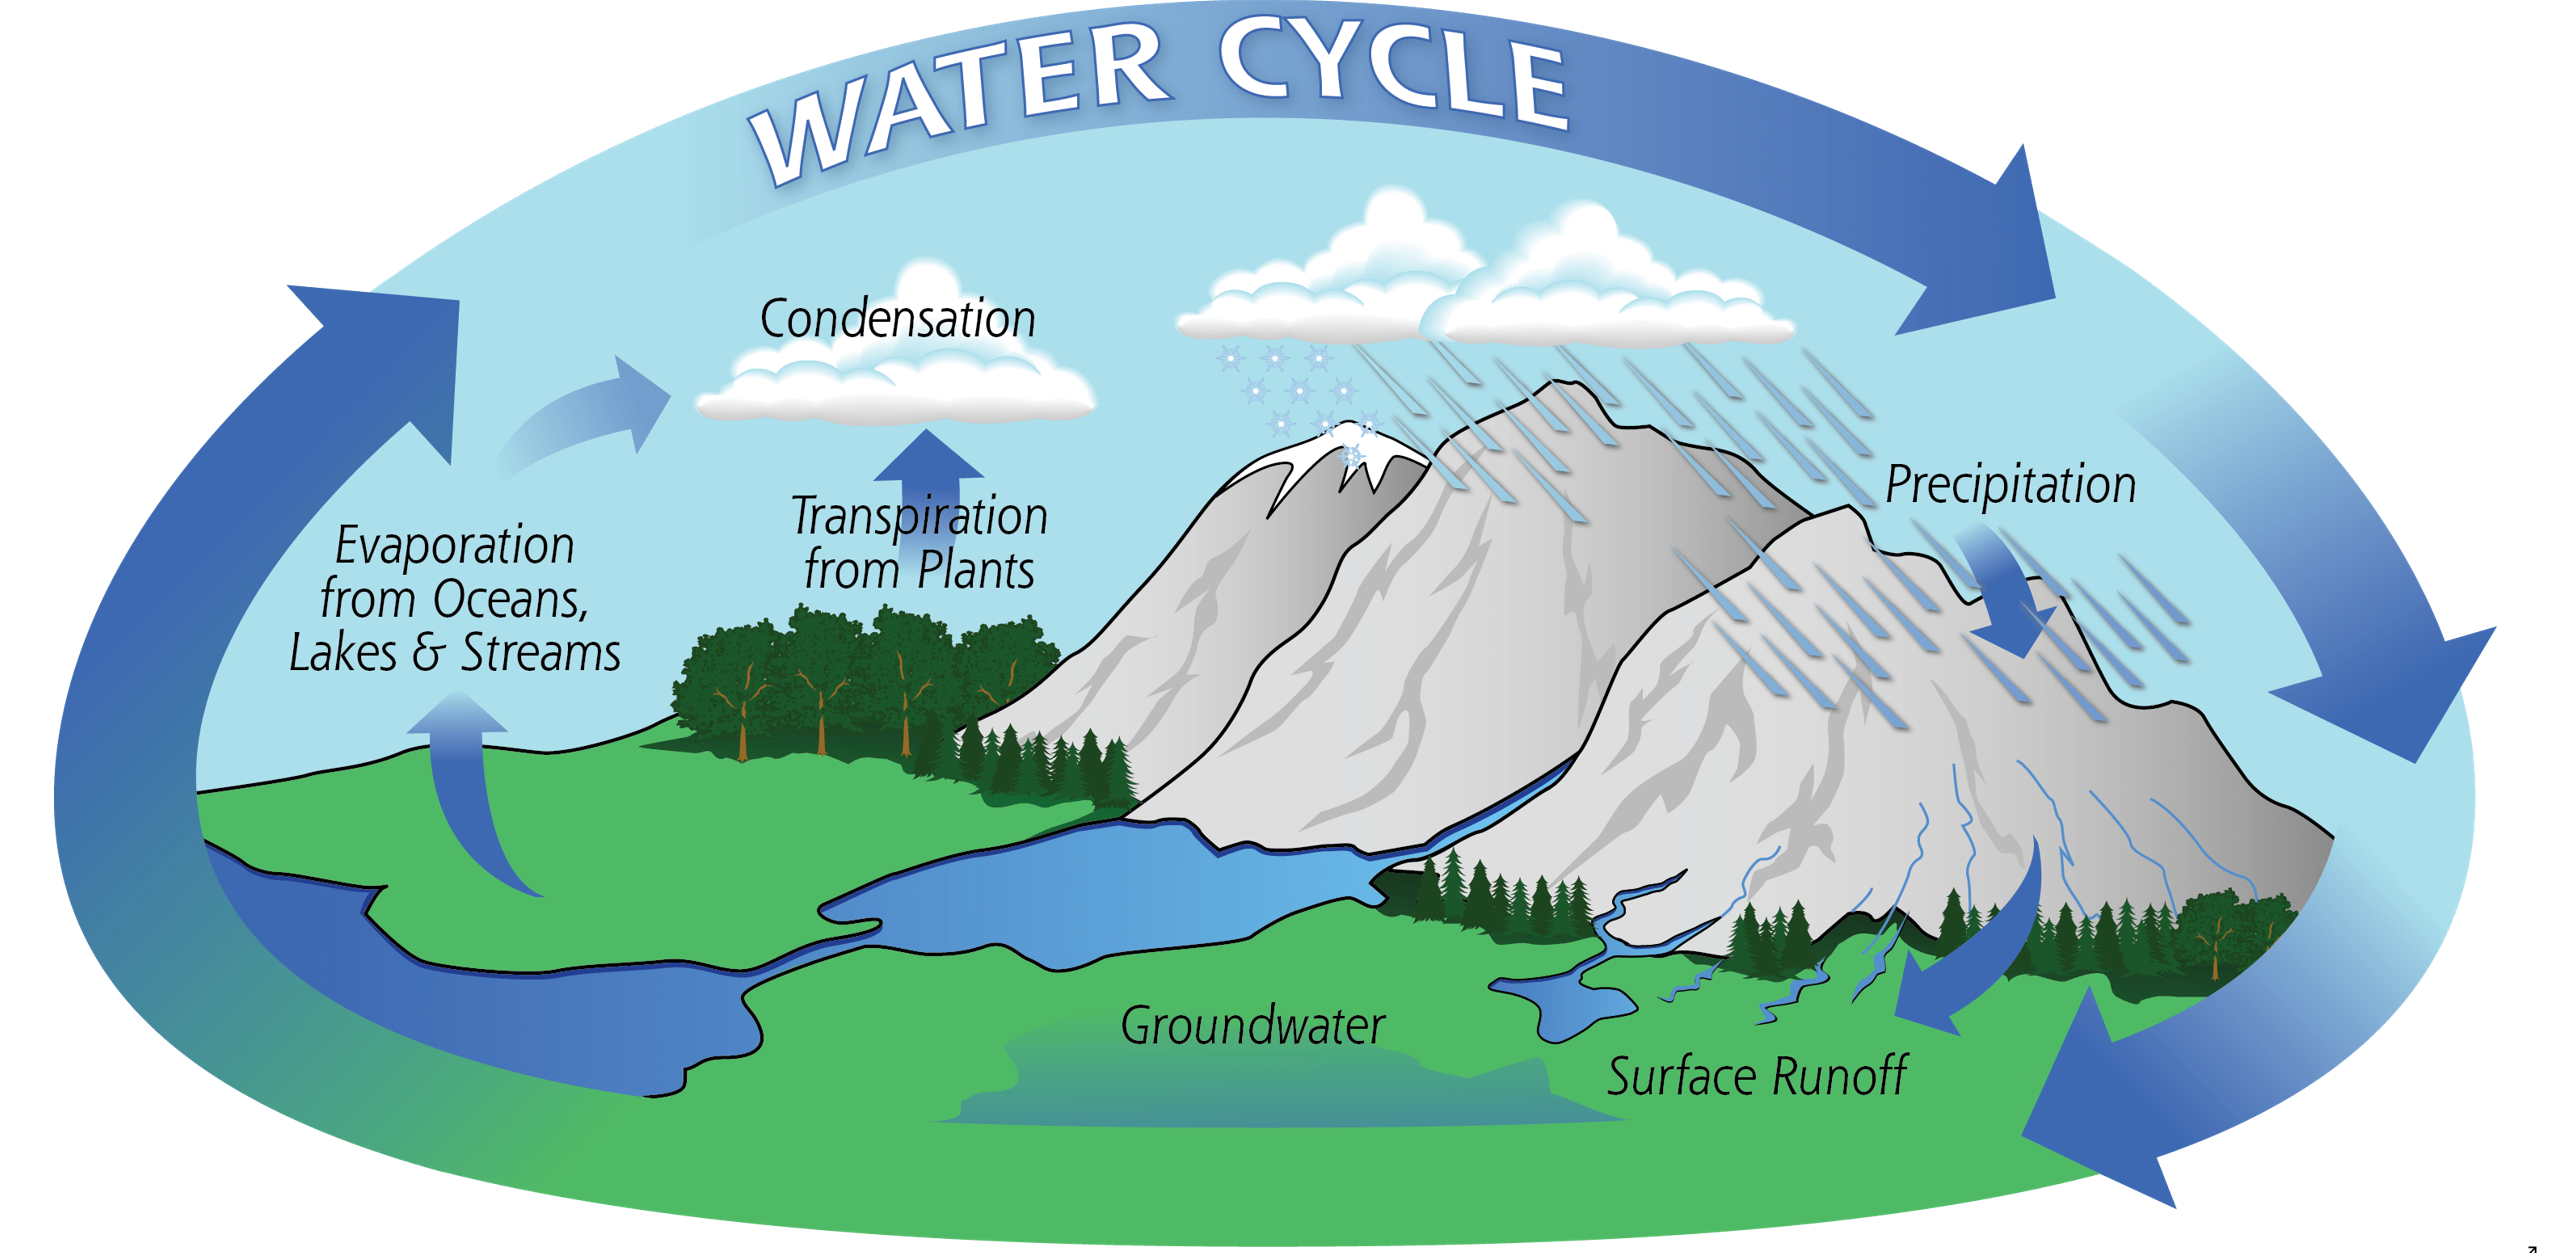 WATER CYCLE
Condensation
Precipitation
Evaporation
from Oceans,
Lakes & Streams
Transpiration
from Plants
Groundwater
Surface Runoff